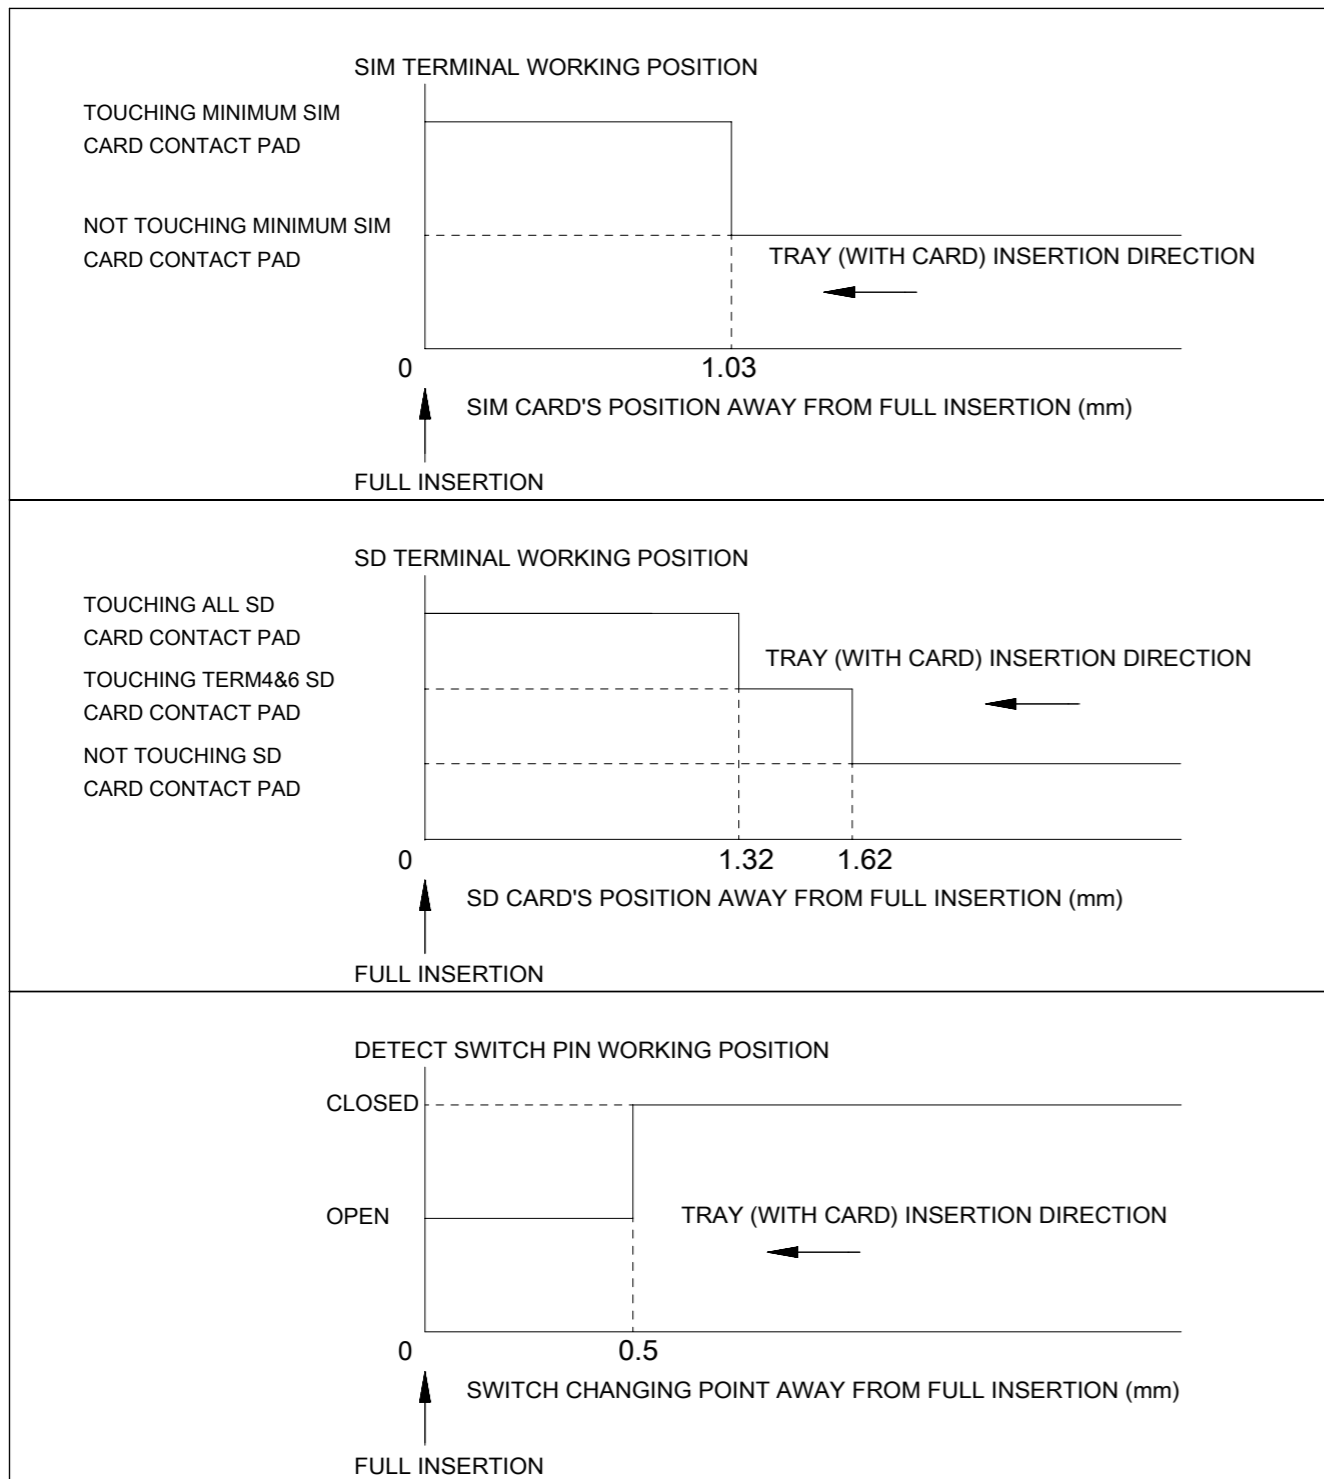 SIM TERMINAL WORKING POSITION
TOUCHING MINIMUM SIM
CARD CONTACT PAD
NOT TOUCHING MINIMUM SIM
CARD CONTACT PAD
TRAY (WITH CARD) INSERTION DIRECTION
0
1.03
SIM CARD'S POSITION AWAY FROM FULL INSERTION (mm)
FULL INSERTION
SD TERMINAL WORKING POSITION
TOUCHING ALL SD
CARD CONTACT PAD
TRAY (WITH CARD) INSERTION DIRECTION
TOUCHING TERM4&6 SD
CARD CONTACT PAD
NOT TOUCHING SD
CARD CONTACT PAD
0
1.32
1.62
SD CARD'S POSITION AWAY FROM FULL INSERTION (mm)
FULL INSERTION
DETECT SWITCH PIN WORKING POSITION
CLOSED
OPEN
TRAY (WITH CARD) INSERTION DIRECTION
0
0.5
SWITCH CHANGING POINT AWAY FROM FULL INSERTION (mm)
FULL INSERTION